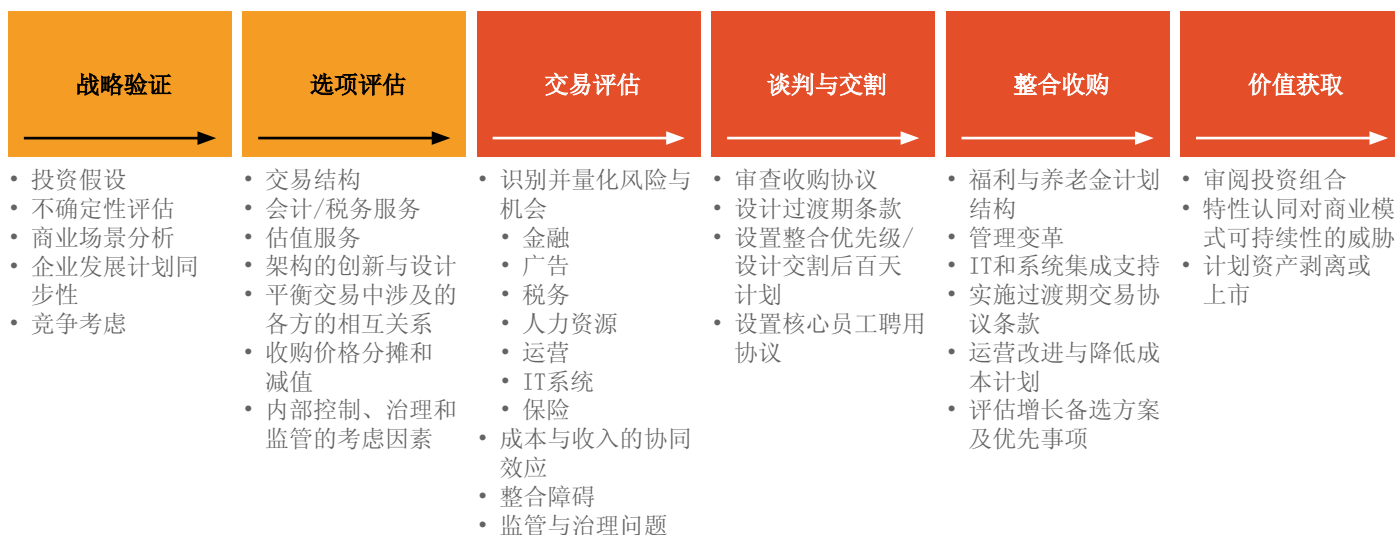 战略验证
• 投资假设
• 不确定性评估
• 商业场景分析
• 企业发展计划同
步性
• 竞争考虑
选项评估
• 交易结构
• 会计/税务服务
• 估值服务
• 架构的创新与设计
• 平衡交易中涉及的
各方的相互关系
• 收购价格分摊和
减值
• 内部控制、治理和
监管的考虑因素
交易评估
• 识别并量化风险与
机会
• 金融
• 广告
• 税务
• 人力资源
• 运营
• IT系统
• 保险
• 成本与收入的协同
效应
• 整合障碍
• 监管与治理问题
谈判与交割
• 审查收购协议
• 设计过渡期条款
• 设置整合优先级/
设计交割后百天
计划
• 设置核心员工聘用
协议
整合收购
• 福利与养老金计划
结构
• 管理变革
• IT和系统集成支持
• 实施过渡期交易协
议条款
• 运营改进与降低成
本计划
• 评估增长备选方案
及优先事项
价值获取
• 审阅投资组合
• 特性认同对商业模
式可持续性的威胁
• 计划资产剥离或
上市